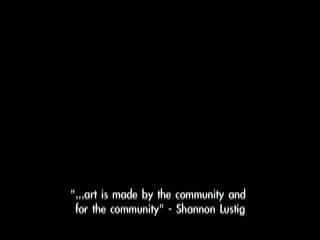 "...art is made by the community and
for the community" - Shannon Lustig